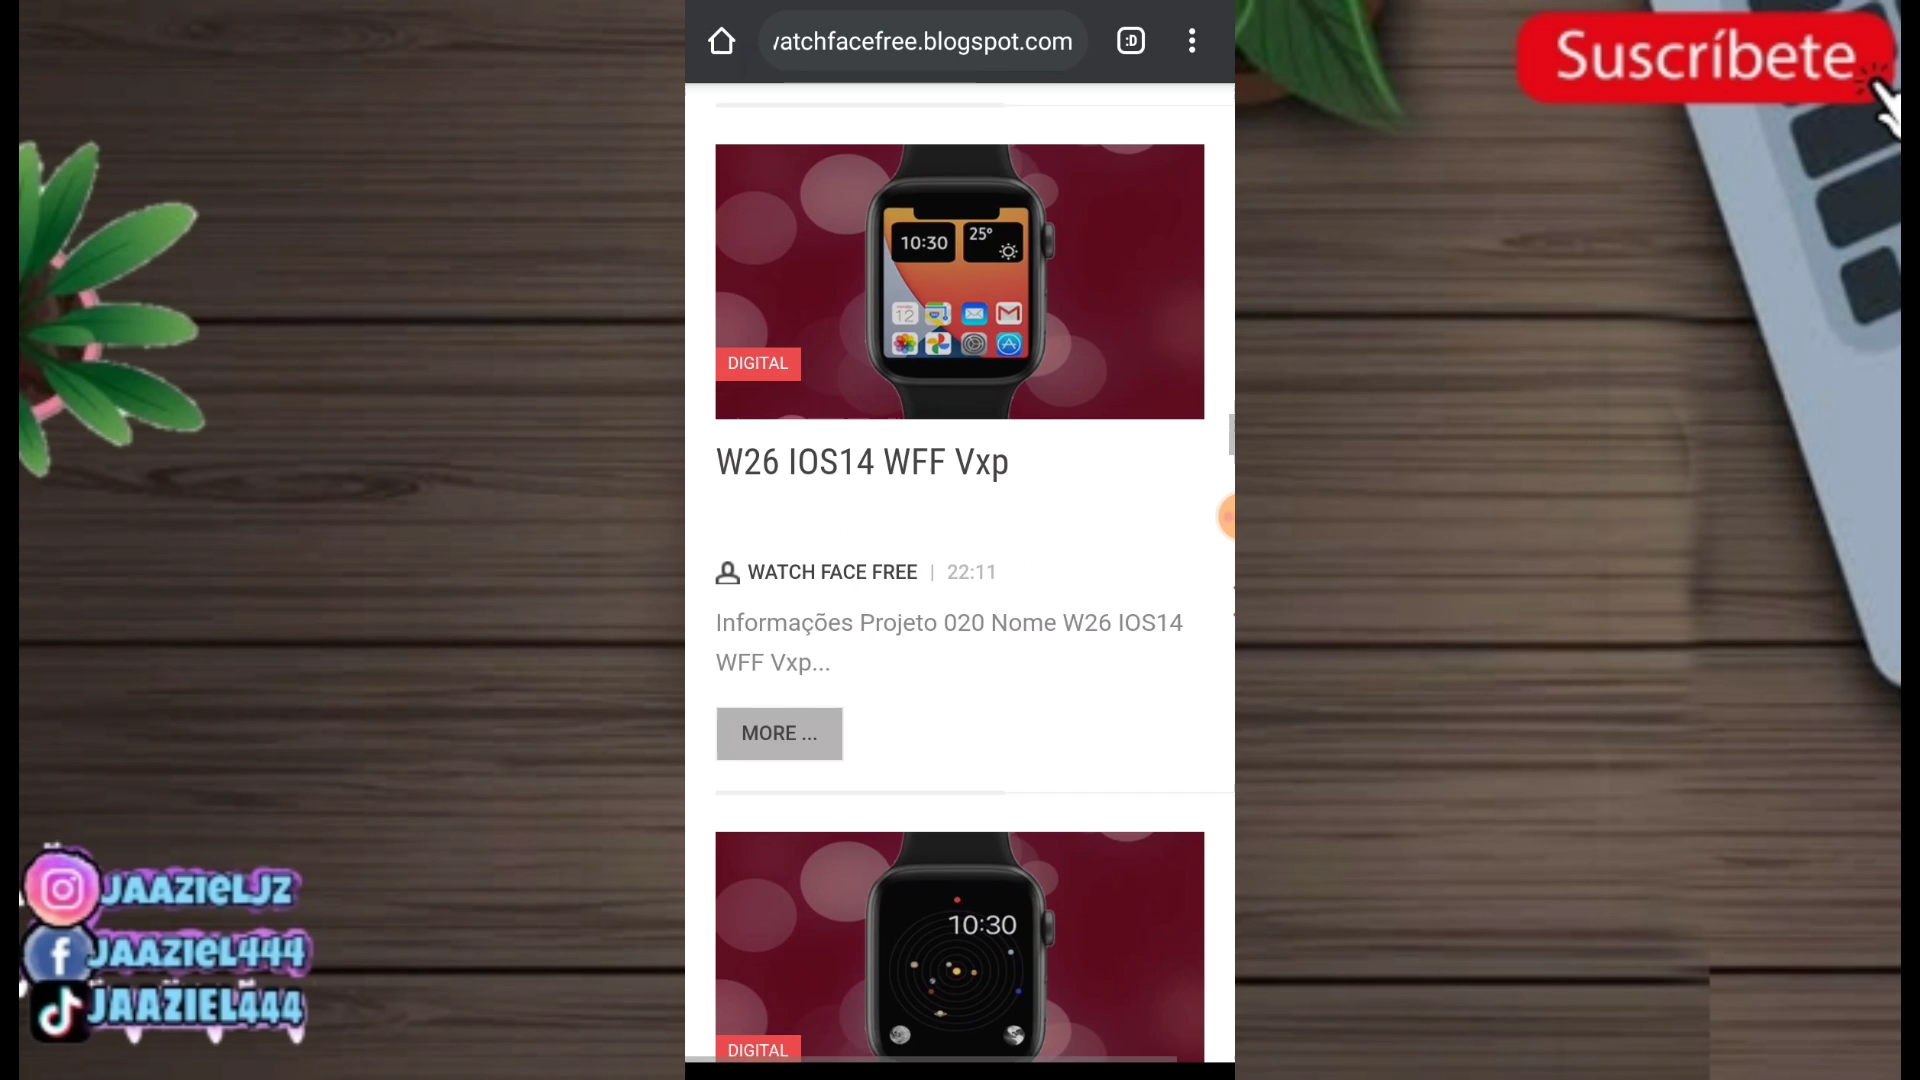 /atchfacefree.blogspot.com
:D
Suscríbete
10:30
25°
12
DIGITAL
W26 IOS14 WFF Vxp
WATCH FACE FREE | 22:11
Informações Projeto 020 Nome W26 IOS14
WFF Vxp...
MORE ...
10:30
DIGITAL
JAAZIELJZ
JAAZIEL444
JAAZIEL444